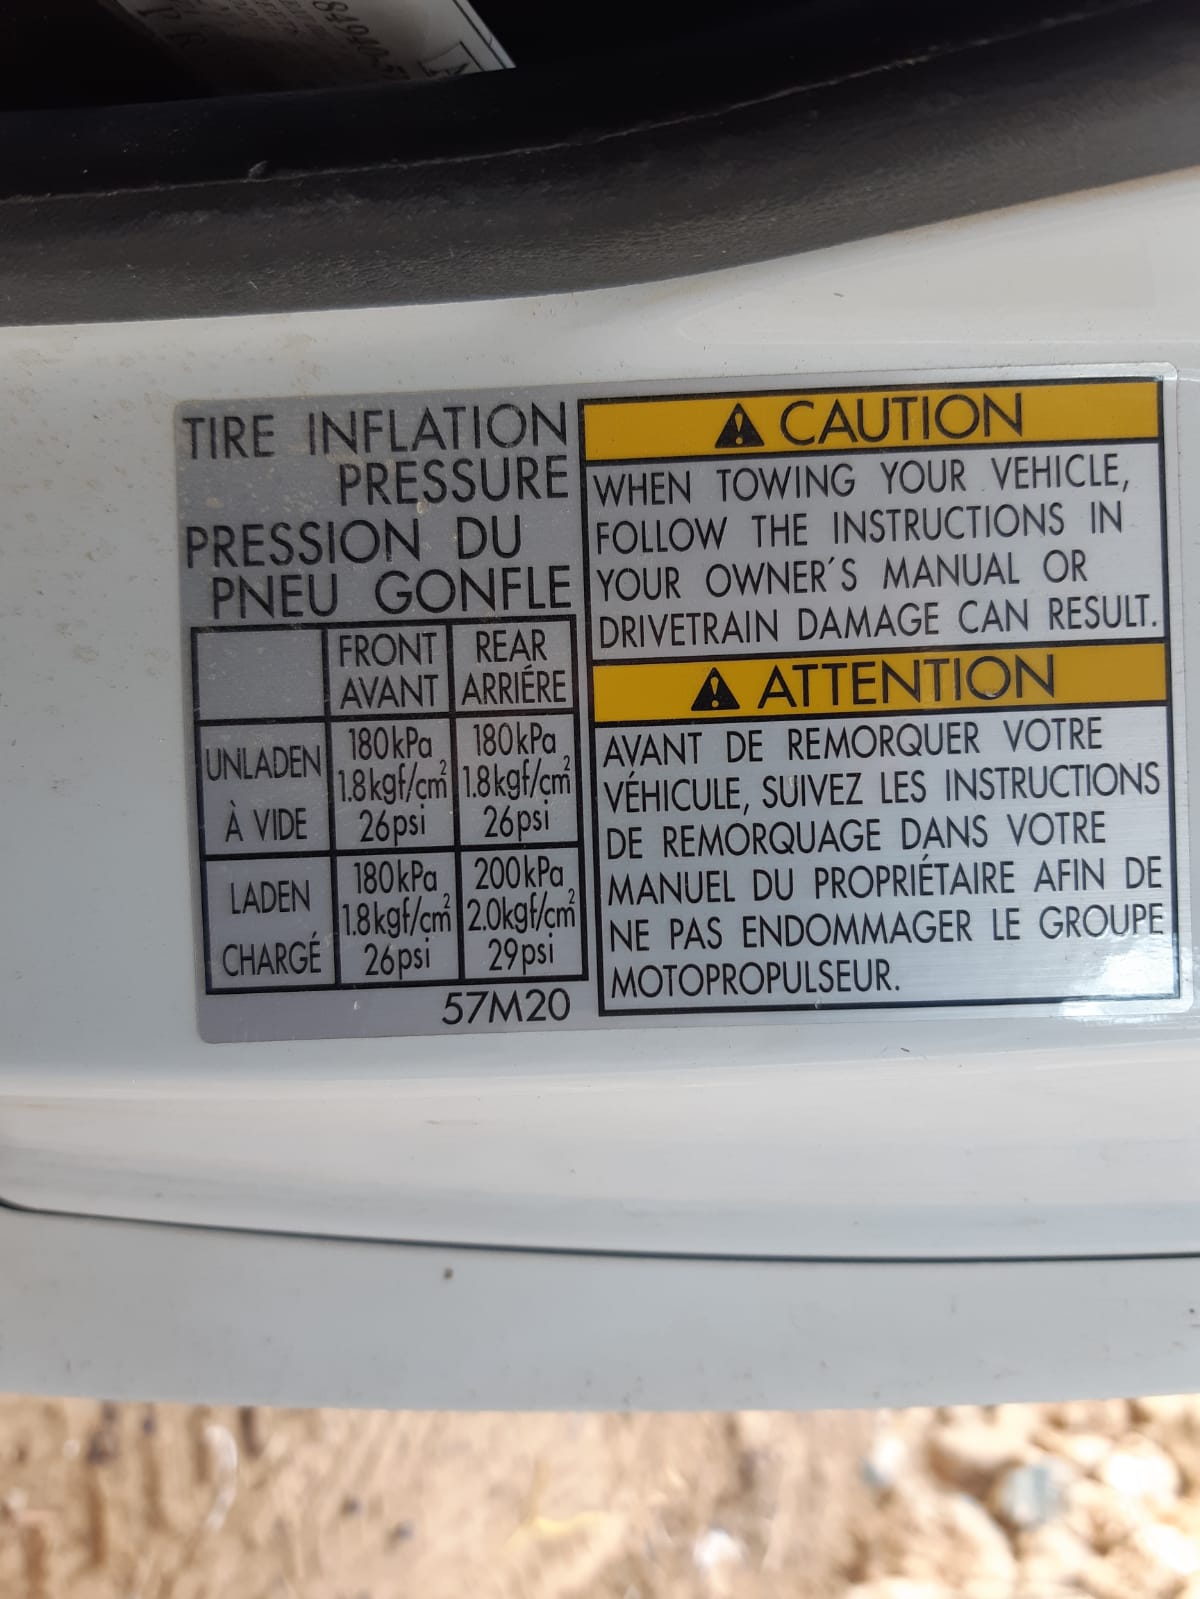 84940-57
TIRE INFLATION
PRESSURE
PRESSION DU
PNEU GONFLE
FRONT REAR
AVANT ARRIÉRE
UNLADEN 180kPa 180kPa
1.8kgf/cm² 1.8kgf/cm²
À VIDE 26psi 26psi
LADEN 180kPa 200kPa
1.8kgf/cm² 2.0kgf/cm²
CHARGÉ 26psi 29psi
57M20
CAUTION
WHEN TOWING YOUR VEHICLE,
FOLLOW THE INSTRUCTIONS IN
YOUR OWNER´S MANUAL OR
DRIVETRAIN DAMAGE CAN RESULT.
ATTENTION
AVANT DE REMORQUER VOTRE
VÉHICULE, SUIVEZ LES INSTRUCTIONS
DE REMORQUAGE DANS VOTRE
MANUEL DU PROPRIÉTAIRE AFIN DE
NE PAS ENDOMMAGER LE GROUPE
MOTOPROPULSEUR.